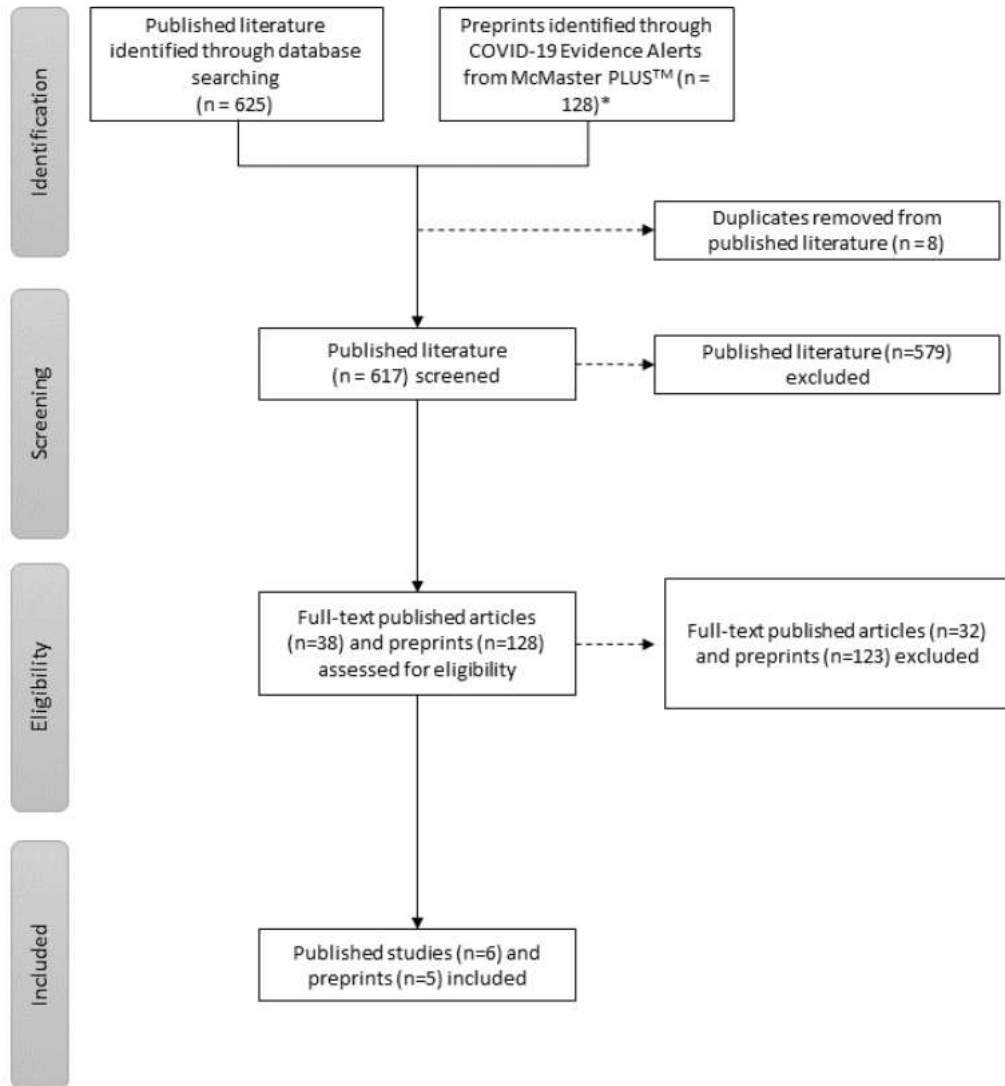 Identification
Published literature
identified through database
searching
(n = 625)
Preprints identified through
COVID-19 Evidence Alerts
from McMaster PLUS™ (n =
128)*
Duplicates removed from
published literature (n = 8)
Screening
Published literature
(n = 617) screened
Published literature (n=579)
excluded
Eligibility
Full-text published articles
(n=38) and preprints (n=128)
assessed for eligibility
Full-text published articles (n=32)
and preprints (n=123) excluded
Included
Published studies (n=6) and
preprints (n=5) included